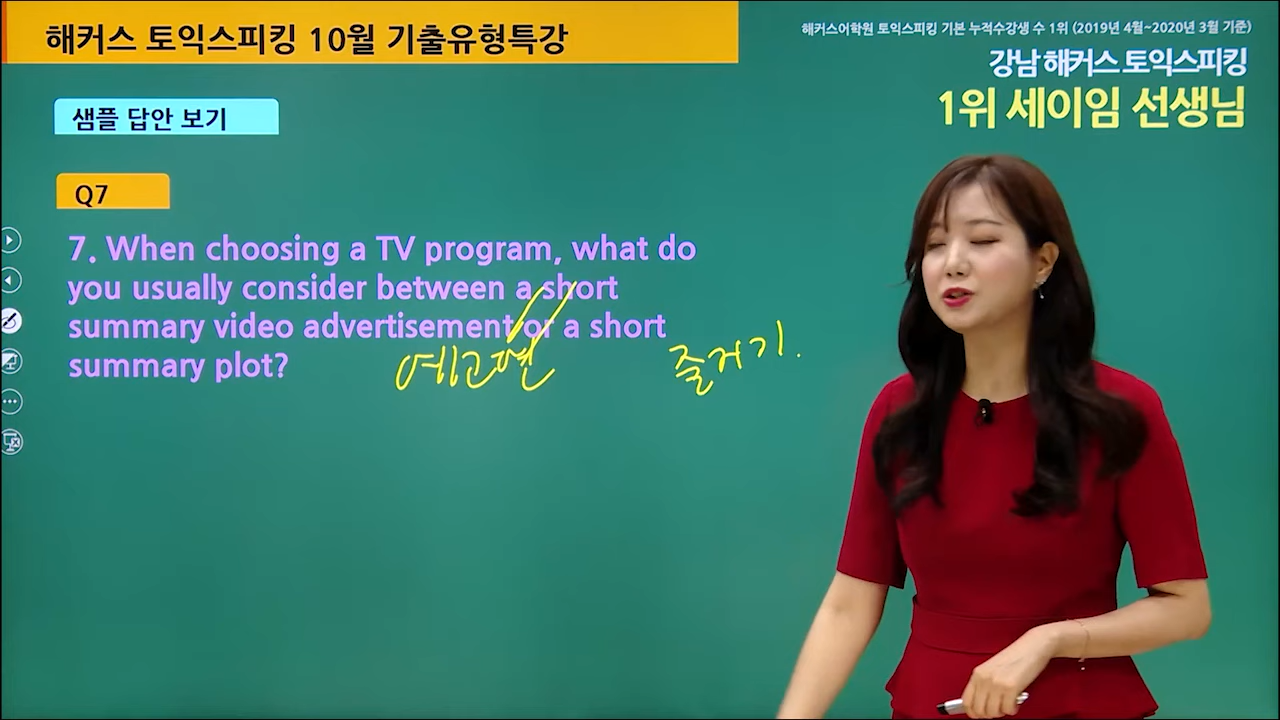 해커스 토익스피킹 10월 기출유형특강
해커스어학원 토익스피킹 기본 누적수강생 수 1위 (2019년 4월~2020년 3월 기준)
강남 해커스 토익스피킹
1위 세이임 선생님
샘플 답안 보기
Q7
7. When choosing a TV program, what do
you usually consider between a short
summary video advertisement or a short
summary plot?
예고편
줄거리.